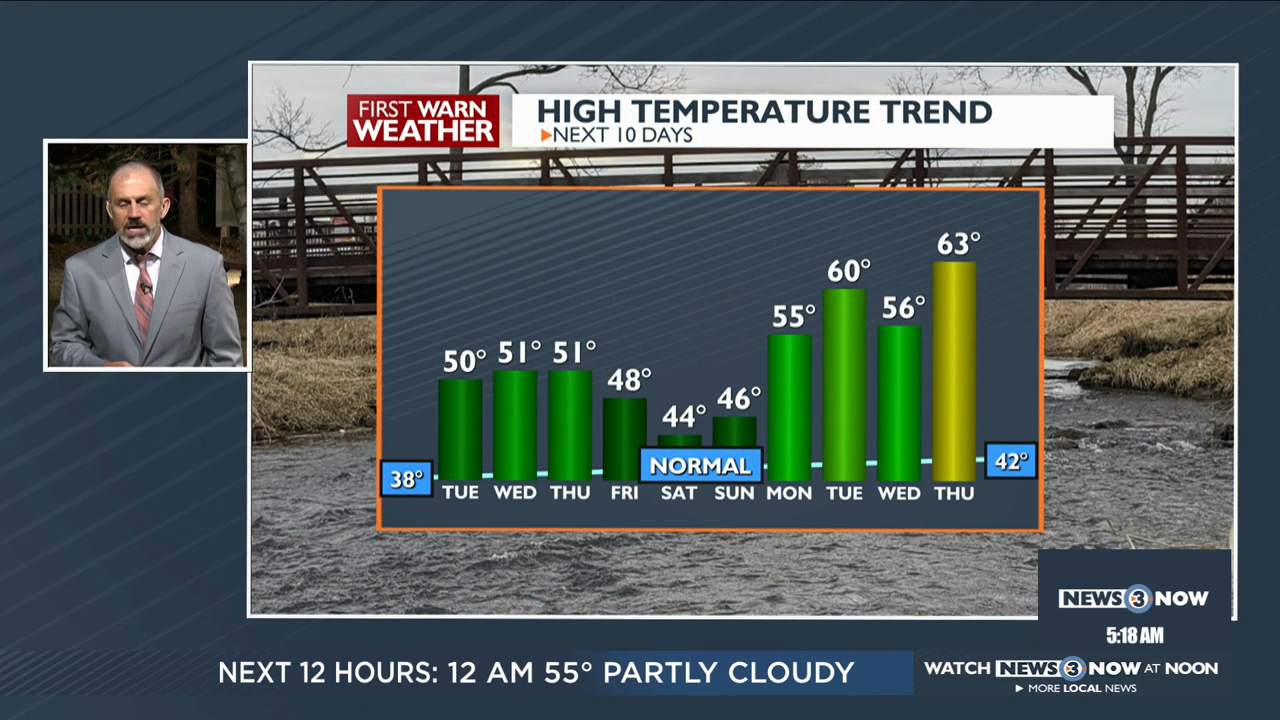 FIRST WARN
WEATHER
HIGH TEMPERATURE TREND
NEXT 10 DAYS
50° 51° 51° 48° 44° 46° 55° 60° 56° 63°
38° NORMAL 42°
TUE WED THU FRI SAT SUN MON TUE WED THU
NEWS 3 NOW
5:18 AM
NEXT 12 HOURS: 12 AM 55° PARTLY CLOUDY
WATCH NEWS 3 NOW AT NOON
MORE LOCAL NEWS